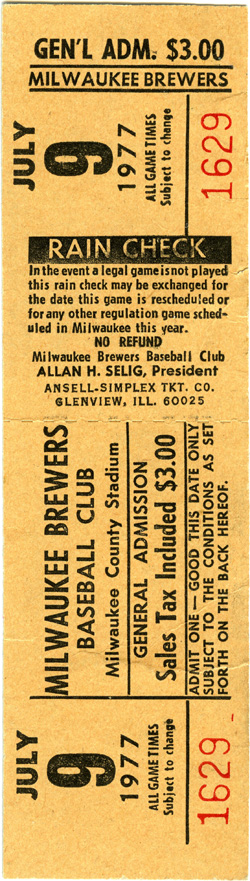 GEN'L ADM. $3.00
MILWAUKEE BREWERS
JULY
9
1977
ALL GAME TIMES
Subject to change
1629
RAIN CHECK
In the event a legal game is not played
this rain check may be exchanged for
the date this game is rescheduled or
for any other regulation game sched-
uled in Milwaukee this year.
NO REFUND
Milwaukee Brewers Baseball Club
ALLAN H. SELIG, President
ANSELL-SIMPLEX TKT. CO.
GLENVIEW, ILL. 60025
MILWAUKEE BREWERS
BASEBALL CLUB
Milwaukee County Stadium
GENERAL ADMISSION
Sales Tax Included $3.00
ADMIT ONE — GOOD THIS DATE ONLY
SUBJECT TO THE CONDITIONS AS SET
FORTH ON THE BACK HEREOF.
JULY
9
1977
ALL GAME TIMES
Subject to change
1629